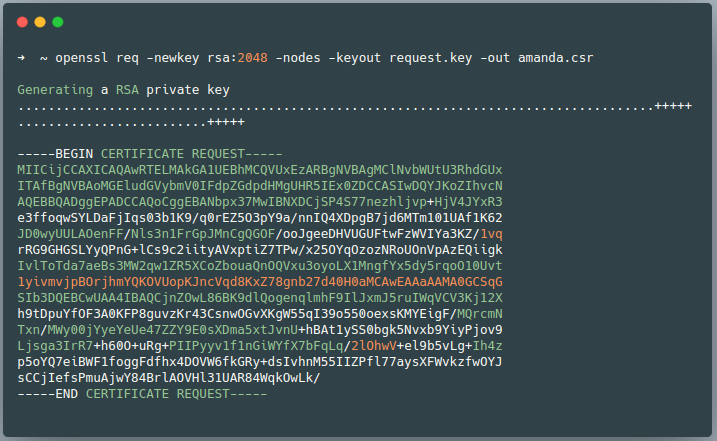 ➜  ~ openssl req -newkey rsa:2048 -nodes -keyout request.key -out amanda.csr
Generating a RSA private key
.....................................................................................+++++
.........................+++++
-----BEGIN CERTIFICATE REQUEST-----
MIICijCCAXICAQAwRTELMAkGA1UEBhMCQVUxEzARBgNVBAgMClNvbWUtU3RhdGUx
ITAfBgNVBAoMGEludGVybmV0IFdpZGdpdHMgUHR5IEx0ZDCCASIwDQYJKoZIhvcN
AQEBBQADggEPADCCAQoCggEBANbpx37MwIBNXDCjSP4S77nezhljvp+HjV4JYxR3
e3ffoqwSYLDaFjIqs03b1K9/q0rEZ5O3pY9a/nnIQ4XDpgB7jd6MTm101UAf1K62
JD0wyUULAOenFF/Nls3n1FrGpJMnCgQGOF/ooJgeeDHVUGUFtwFzWVIYa3KZ/1vq
rRG9GHGSLYyQPnG+lCs9c2iityAVxptiZ7TPw/x25OYqOzozNRoUOnVpAzEQiigk
IvlToTda7aeBs3MW2qw1ZR5XCoZbouaQnOQVxu3oyoLX1MngfYx5dy5rqoO10Uvt
1yivmvjpBOrjhmYQKOVUopKJncVqd8KxZ78gnb27d40H0aMCAwEAAaAAMA0GCSqG
SIb3DQEBCwUAA4IBAQCjnZOwL86BK9dlQogenqlmhF9IlJxmJ5ruIWqVCV3Kj12X
h9tDpuYfOF3A0KFP8guvzKr43CsnwOGvXKgW55qI39o550oexsKMYEigF/MQrcmN
Txn/MWy00jYyeYeUe47ZZY9E0sXDma5xtJvnU+hBAt1ySS0bgk5Nvxb9YiyPjov9
Ljsga3IrR7+h60O+uRg+PIIPyyv1f1nGiWYfX7bFqLq/2lOhwV+el9b5vLg+Ih4z
p5oYQ7eiBWF1foggFdfhx4DOVW6fkGRy+dsIvhnM55IIZPfl77aysXFWvkzfwOYJ
sCCjIefsPmuAjwY84BrlAOVHl31UAR84WqkOwLk/
-----END CERTIFICATE REQUEST-----